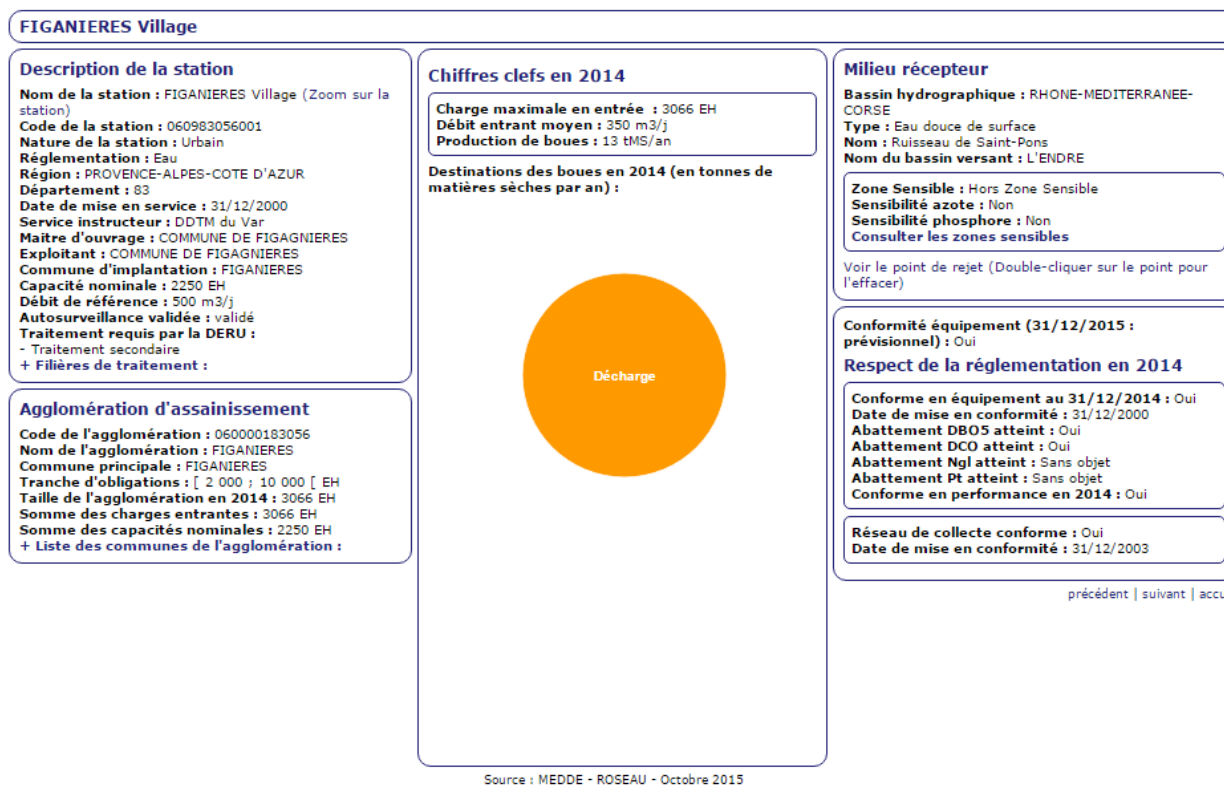 FIGANIERES Village
Description de la station
Nom de la station : FIGANIERES Village (Zoom sur la
station)
Code de la station : 060983056001
Nature de la station : Urbain
Réglementation : Eau
Région : PROVENCE-ALPES-COTE D'AZUR
Département : 83
Date de mise en service : 31/12/2000
Service instructeur : DDTM du Var
Maitre d'ouvrage : COMMUNE DE FIGAGNIERES
Exploitant : COMMUNE DE FIGAGNIERES
Commune d'implantation : FIGANIERES
Capacité nominale : 2250 EH
Débit de référence : 500 m3/j
Autosurveillance validée : validé
Traitement requis par la DERU :
- Traitement secondaire
+ Filières de traitement :
Agglomération d'assainissement
Code de l'agglomération : 060000183056
Nom de l'agglomération : FIGANIERES
Commune principale : FIGANIERES
Tranche d'obligations : [ 2 000 ; 10 000 [ EH
Taille de l'agglomération en 2014 : 3066 EH
Somme des charges entrantes : 3066 EH
Somme des capacités nominales : 2250 EH
+ Liste des communes de l'agglomération :
Chiffres clefs en 2014
Charge maximale en entrée : 3066 EH
Débit entrant moyen : 350 m3/j
Production de boues : 13 tMS/an
Destinations des boues en 2014 (en tonnes de
matières sèches par an) :
Décharge
Milieu récepteur
Bassin hydrographique : RHONE-MEDITERRANEE-
CORSE
Type : Eau douce de surface
Nom : Ruisseau de Saint-Pons
Nom du bassin versant : L'ENDRE
Zone Sensible : Hors Zone Sensible
Sensibilité azote : Non
Sensibilité phosphore : Non
Consulter les zones sensibles
Voir le point de rejet (Double-cliquer sur le point pour
l'effacer)
Conformité équipement (31/12/2015 :
prévisionnel) : Oui
Respect de la réglementation en 2014
Conforme en équipement au 31/12/2014 : Oui
Date de mise en conformité : 31/12/2000
Abattement DBO5 atteint : Oui
Abattement DCO atteint : Oui
Abattement Ngl atteint : Sans objet
Abattement Pt atteint : Sans objet
Conforme en performance en 2014 : Oui
Réseau de collecte conforme : Oui
Date de mise en conformité : 31/12/2003
précédent | suivant | accu
Source : MEDDE - ROSEAU - Octobre 2015